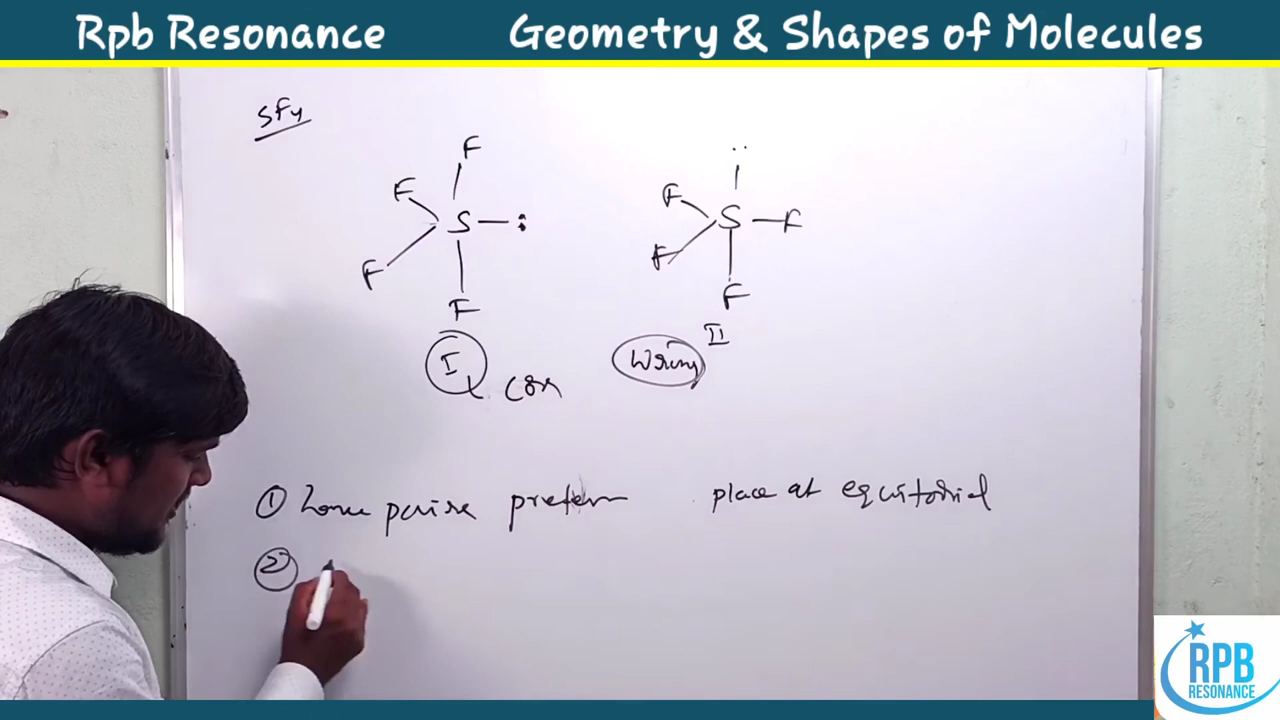 Rpb Resonance Geometry & Shapes of Molecules
SF4
F
F
S
:
F
F
I
Cor
..
F
S
F
F
F
II
Wrong
① Lone pairs prefer place at equitorial
②
RPB
RESONANCE